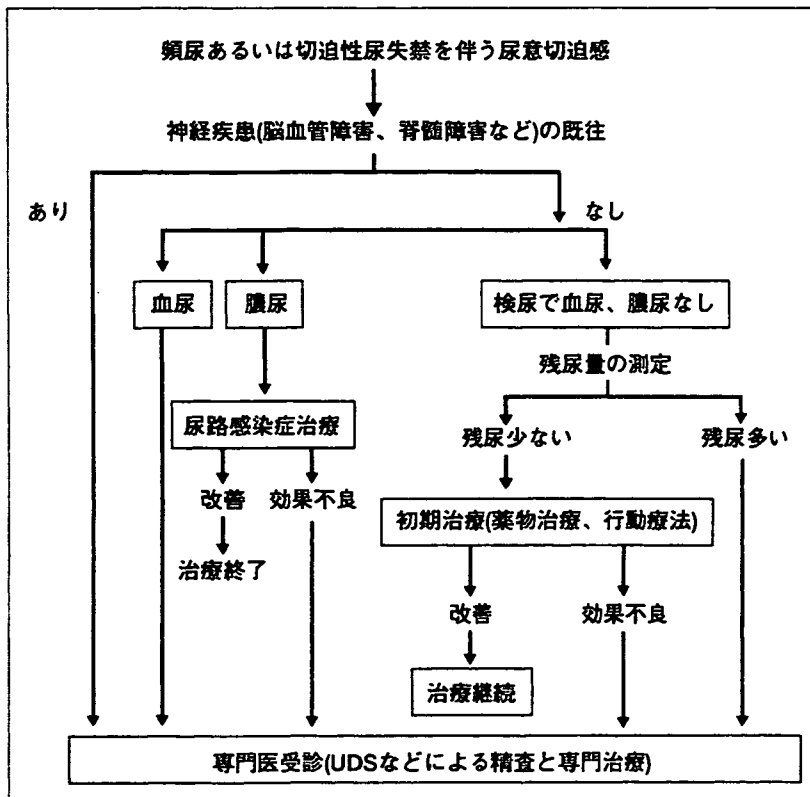 頻尿あるいは切迫性尿失禁を伴う尿意切迫感
神経疾患(脳血管障害、脊髄障害など)の既往
あり
なし
血尿
膿尿
検尿で血尿、膿尿なし
残尿量の測定
尿路感染症治療
残尿少ない
残尿多い
改善
効果不良
初期治療(薬物治療、行動療法)
治療終了
改善
効果不良
治療継続
専門医受診(UDSなどによる精査と専門治療)